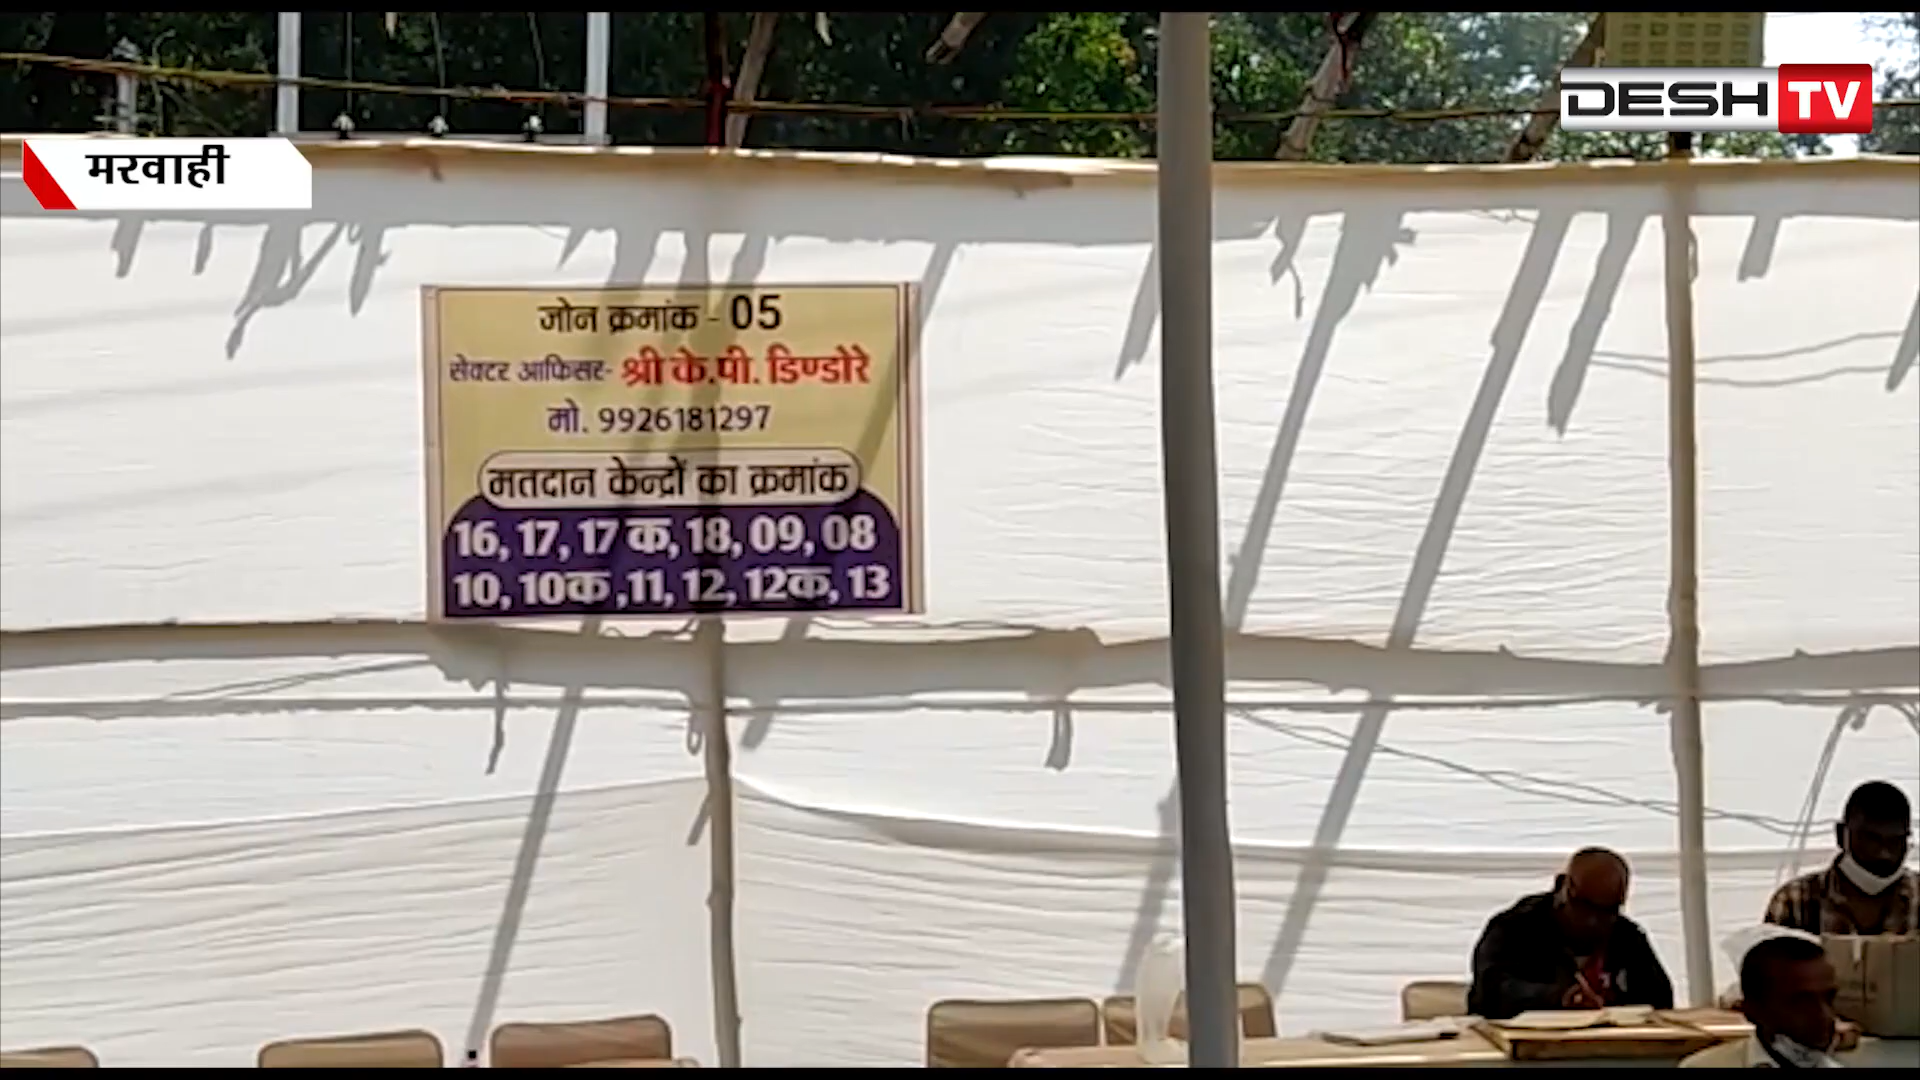 DESH TV
मरवाही
जोन क्रमांक - 05
सेक्टर आफिसर- श्री के.पी. डिण्डोरे
मो. 9926181297
मतदान केन्द्रों का क्रमांक
16, 17, 17 क, 18, 09, 08
10, 10क ,11, 12, 12क, 13